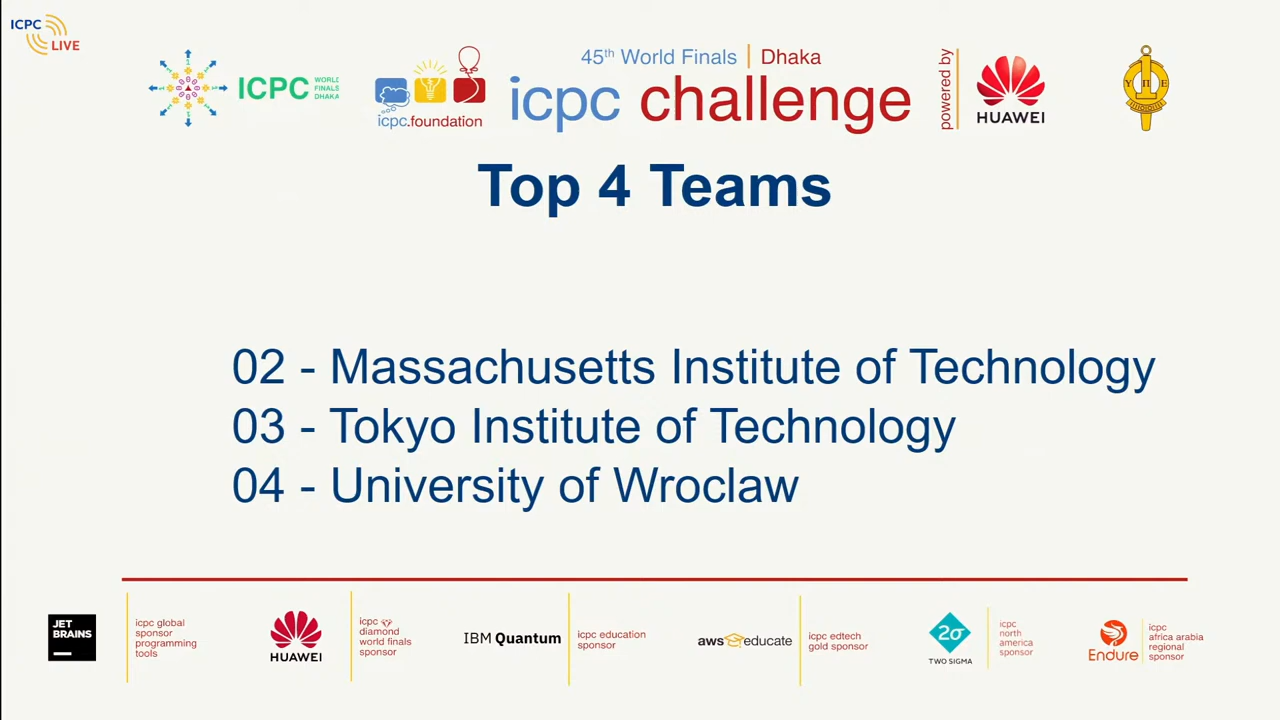 ICPC
LIVE
ICPC WORLD FINALS DHAKA
icpc.foundation
45th World Finals | Dhaka
icpc challenge
powered by
HUAWEI
Top 4 Teams
02 - Massachusetts Institute of Technology
03 - Tokyo Institute of Technology
04 - University of Wroclaw
JET
BRAINS
icpc global
sponsor
programming
tools
HUAWEI
icpc
diamond
world finals
sponsor
IBM Quantum
icpc education
sponsor
aws educate
icpc edtech
gold sponsor
2σ
TWO SIGMA
icpc
north
america
sponsor
Endure
icpc
africa arabia
regional
sponsor